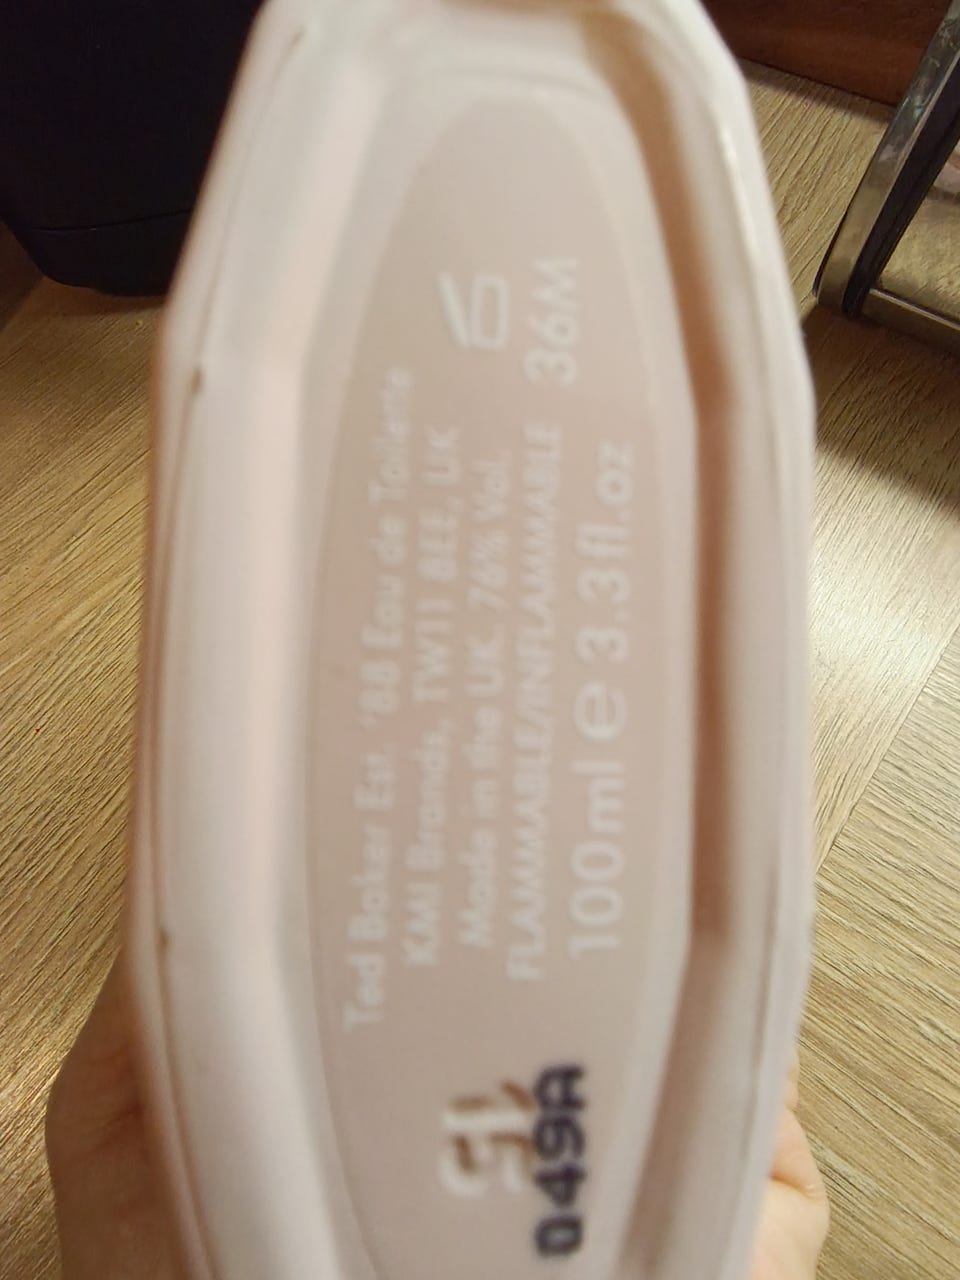 Ted Baker Est. '88 Eau de Toilette
KMI Brands, TW11 8EE, UK
Made in the UK. 76% Vol.
FLAMMABLE/INFLAMMABLE 36M
100ml e 3.3fl.oz
15
049A